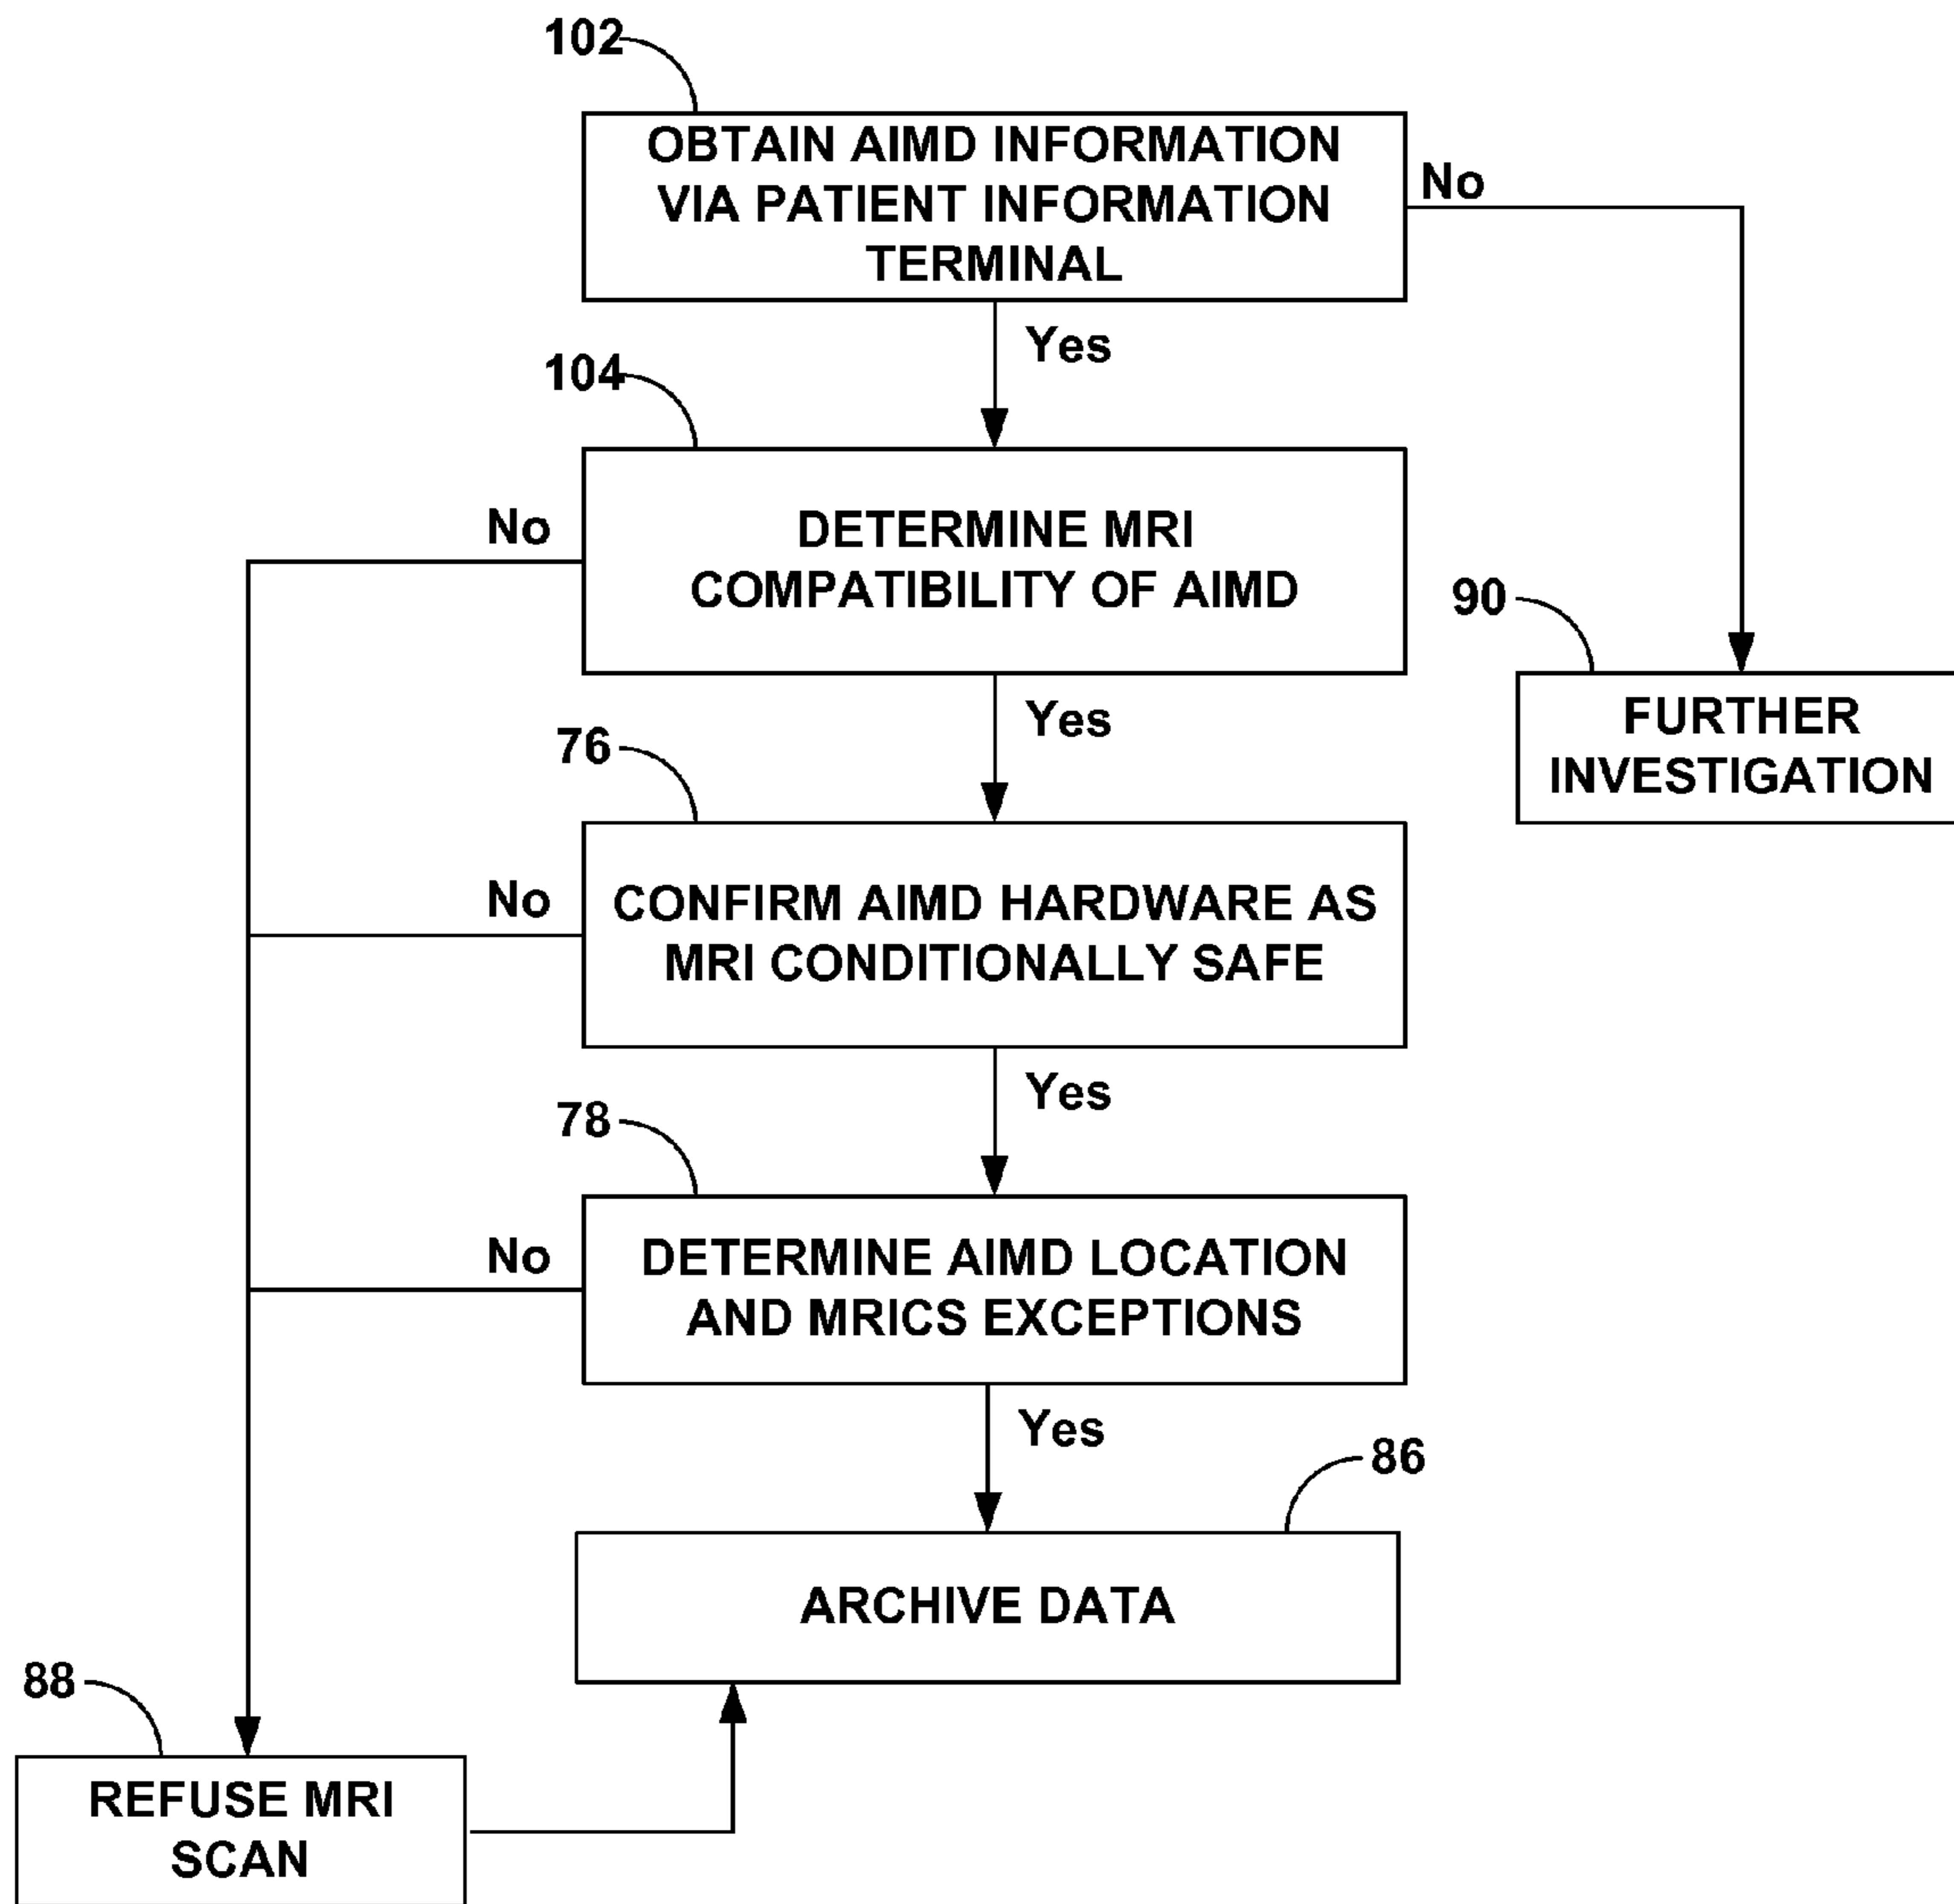 102
OBTAIN AIMD INFORMATION
VIA PATIENT INFORMATION
TERMINAL
No
Yes
104
No
DETERMINE MRI
COMPATIBILITY OF AIMD
90
FURTHER
INVESTIGATION
Yes
76
No
CONFIRM AIMD HARDWARE AS
MRI CONDITIONALLY SAFE
Yes
78
No
DETERMINE AIMD LOCATION
AND MRICS EXCEPTIONS
Yes
86
ARCHIVE DATA
88
REFUSE MRI
SCAN